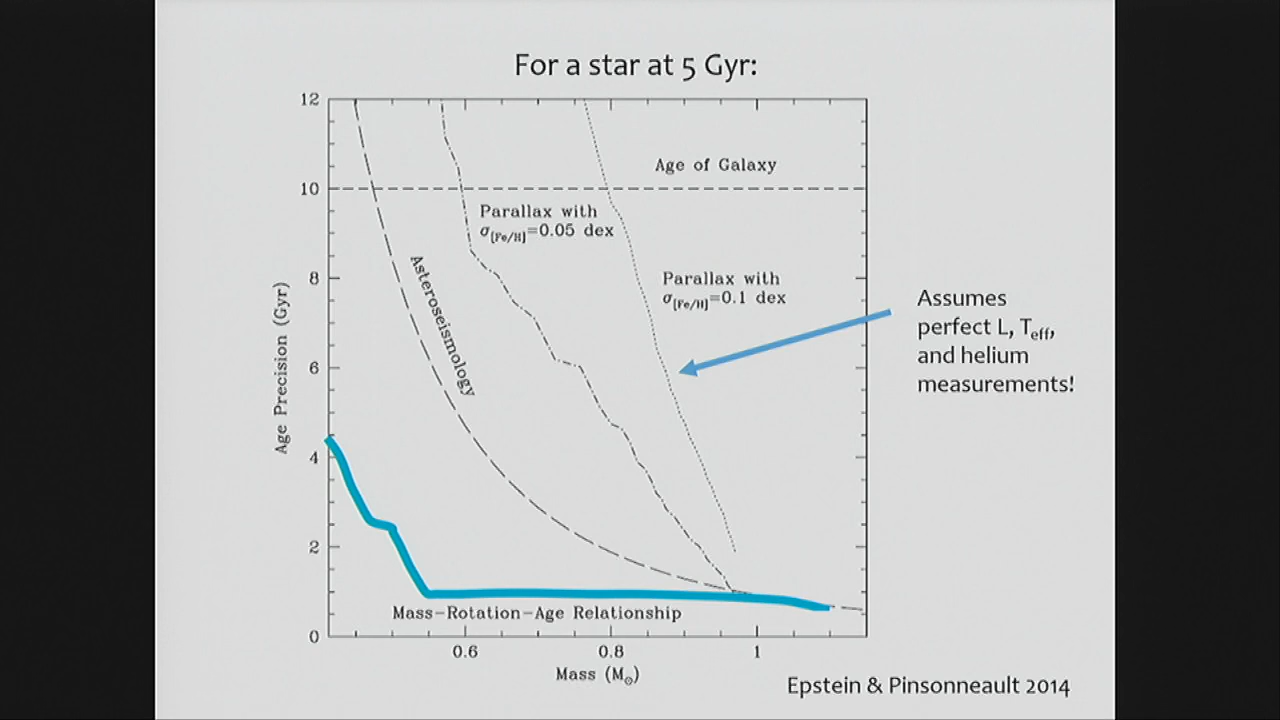 For a star at 5 Gyr:
12
10
8
6
4
2
0
Age Precision (Gyr)
Age of Galaxy
Parallax with
σ[Fe/H]=0.05 dex
Parallax with
σ[Fe/H]=0.1 dex
Asteroseismology
Assumes
perfect L, Teff,
and helium
measurements!
Mass-Rotation-Age Relationship
0.6
0.8
1
Mass (M⊙)
Epstein & Pinsonneault 2014